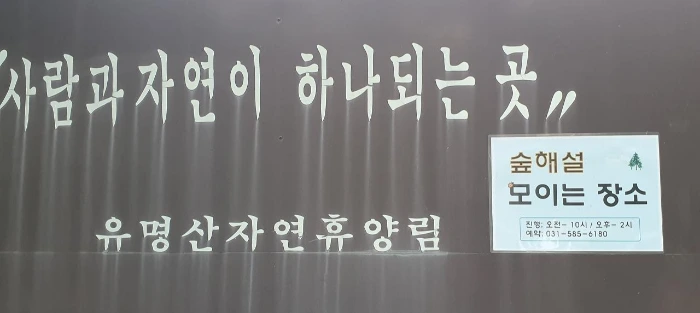 사람과 자연이 하나되는 곳"
유명산자연휴양림
숲해설
모이는 장소
진행: 오전- 10시 / 오후- 2시
예약: 031-585-6180